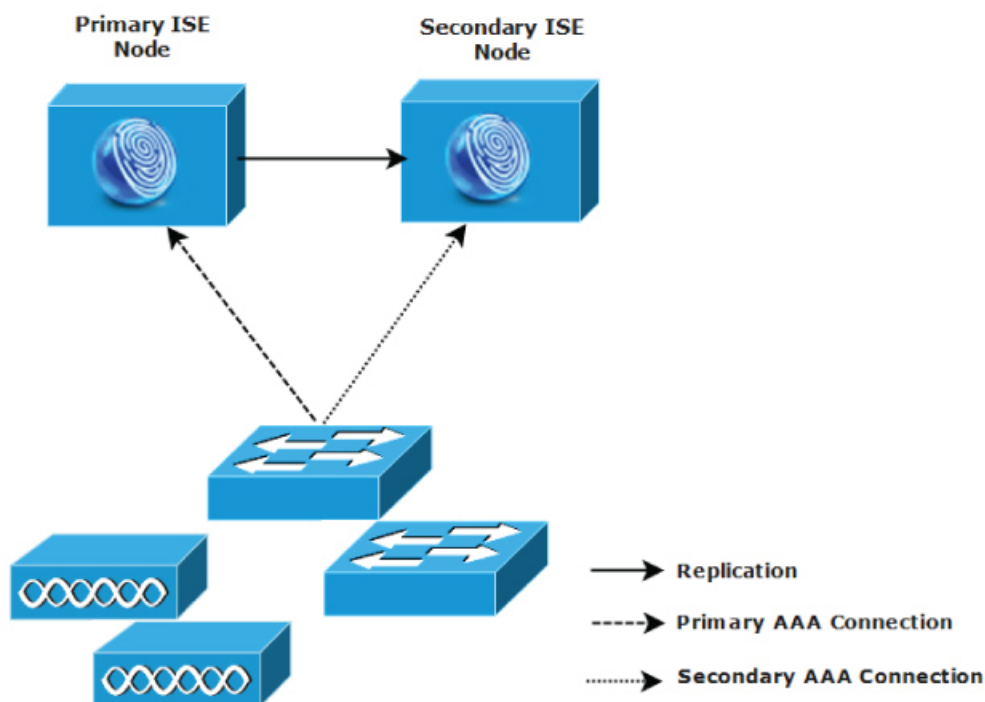 Primary ISE
Node
Secondary ISE
Node
Replication
Primary AAA Connection
Secondary AAA Connection